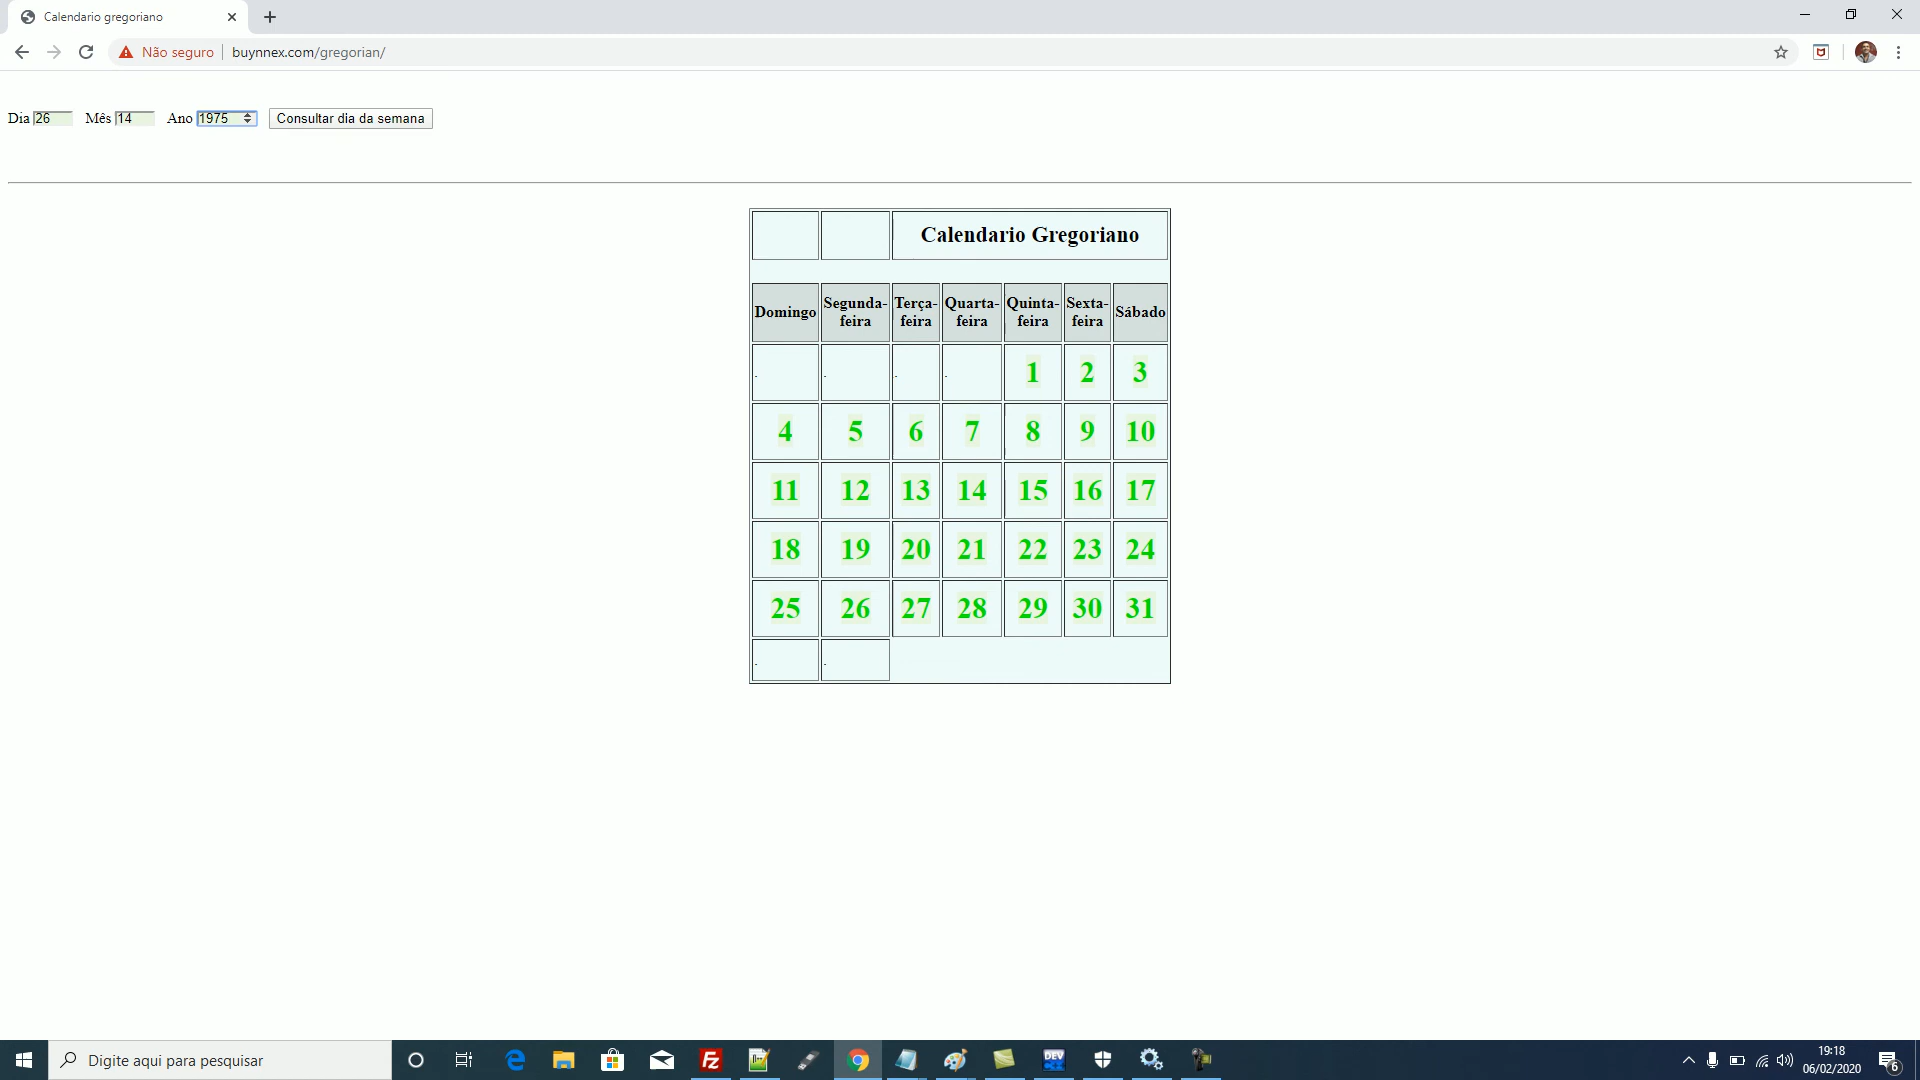 Calendario gregoriano
Não seguro buynnex.com/gregorian/
Dia 26 Mês 14 Ano 1975 Consultar dia da semana
Calendario Gregoriano
Domingo Segunda-feira Terça-feira Quarta-feira Quinta-feira Sexta-feira Sábado
. . . . 1 2 3
4 5 6 7 8 9 10
11 12 13 14 15 16 17
18 19 20 21 22 23 24
25 26 27 28 29 30 31
. .
Digite aqui para pesquisar
DEV
19:18
06/02/2020
6